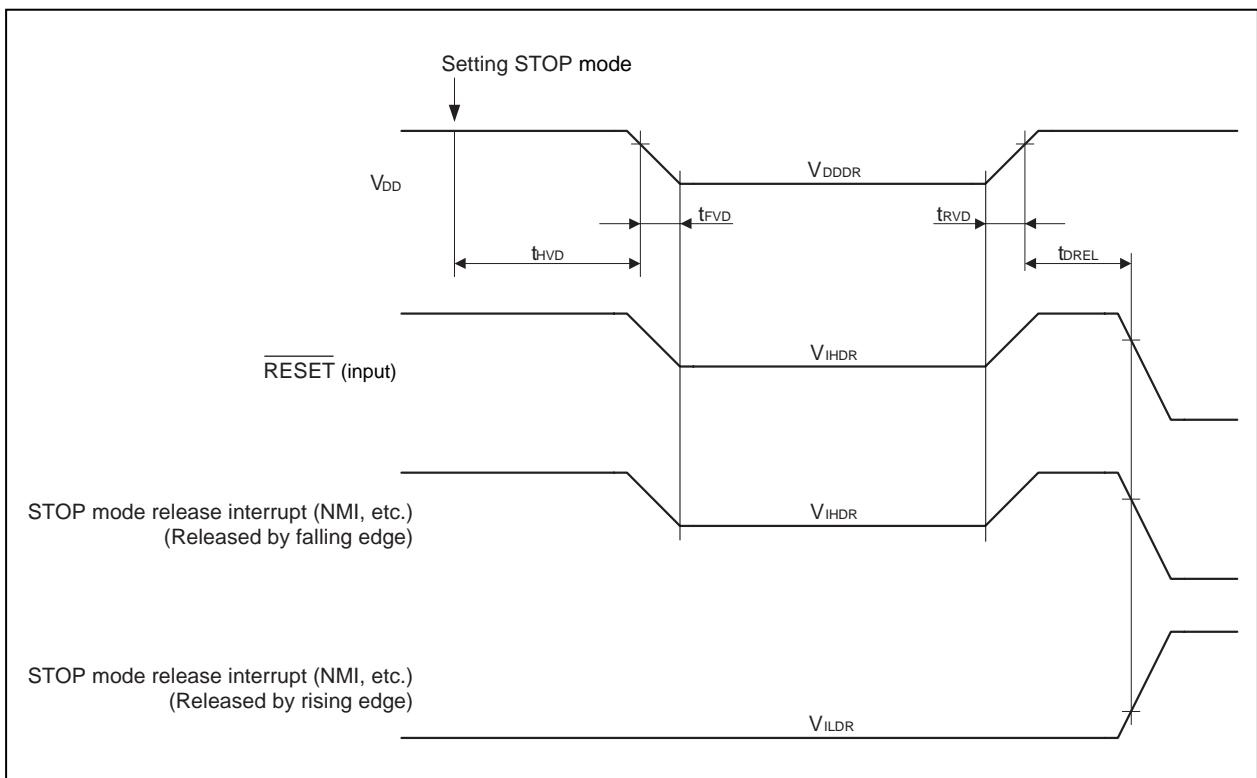 Setting STOP mode
VDD
VDDDR
tFVD
tRVD
tHVD
tDREL
RESET (input)
VIHDR
STOP mode release interrupt (NMI, etc.)
(Released by falling edge)
VIHDR
STOP mode release interrupt (NMI, etc.)
(Released by rising edge)
VILDR